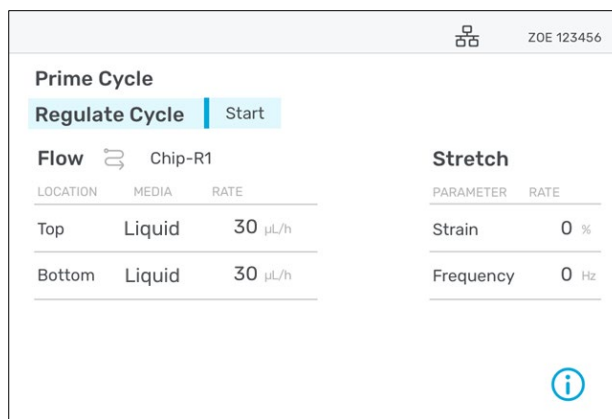 ZOE 123456
Prime Cycle
Regulate Cycle Start
Flow Chip-R1
LOCATION MEDIA RATE
Top Liquid 30 µL/h
Bottom Liquid 30 µL/h
Stretch
PARAMETER RATE
Strain 0 %
Frequency 0 Hz
i